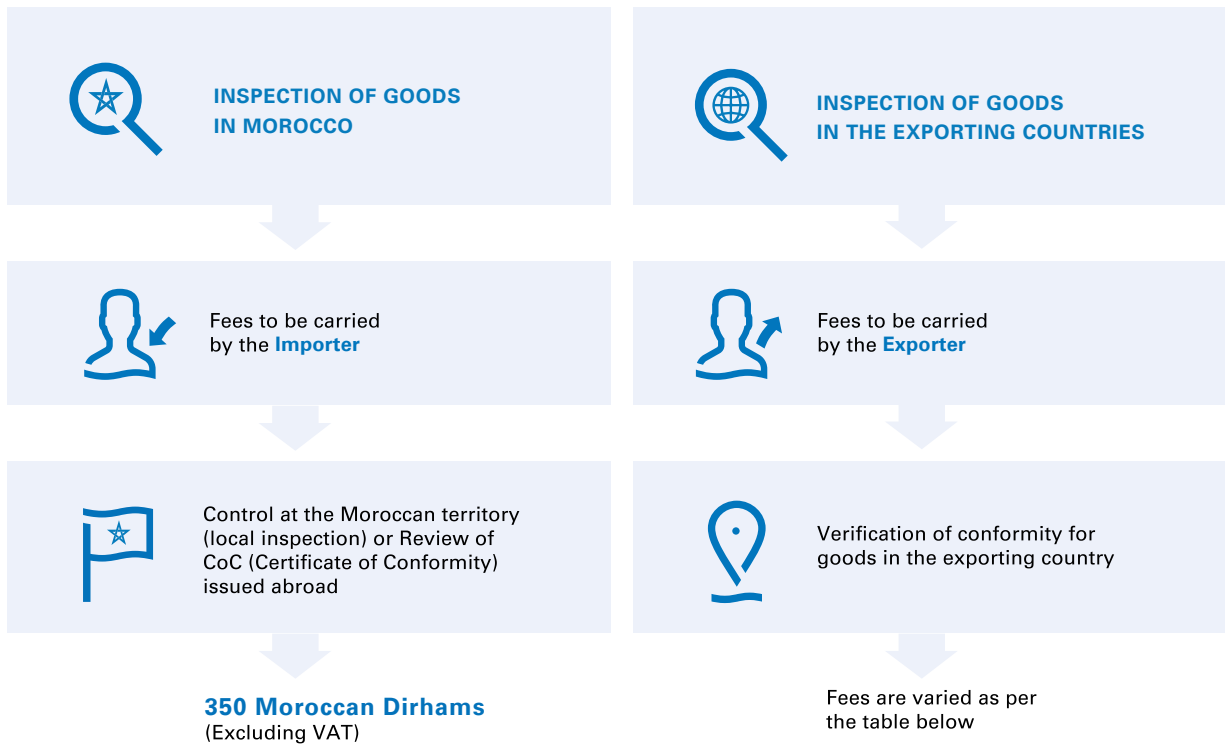 INSPECTION OF GOODS
IN MOROCCO
Fees to be carried
by the Importer
Control at the Moroccan territory
(local inspection) or Review of
CoC (Certificate of Conformity)
issued abroad
350 Moroccan Dirhams
(Excluding VAT)
INSPECTION OF GOODS
IN THE EXPORTING COUNTRIES
Fees to be carried
by the Exporter
Verification of conformity for
goods in the exporting country
Fees are varied as per
the table below